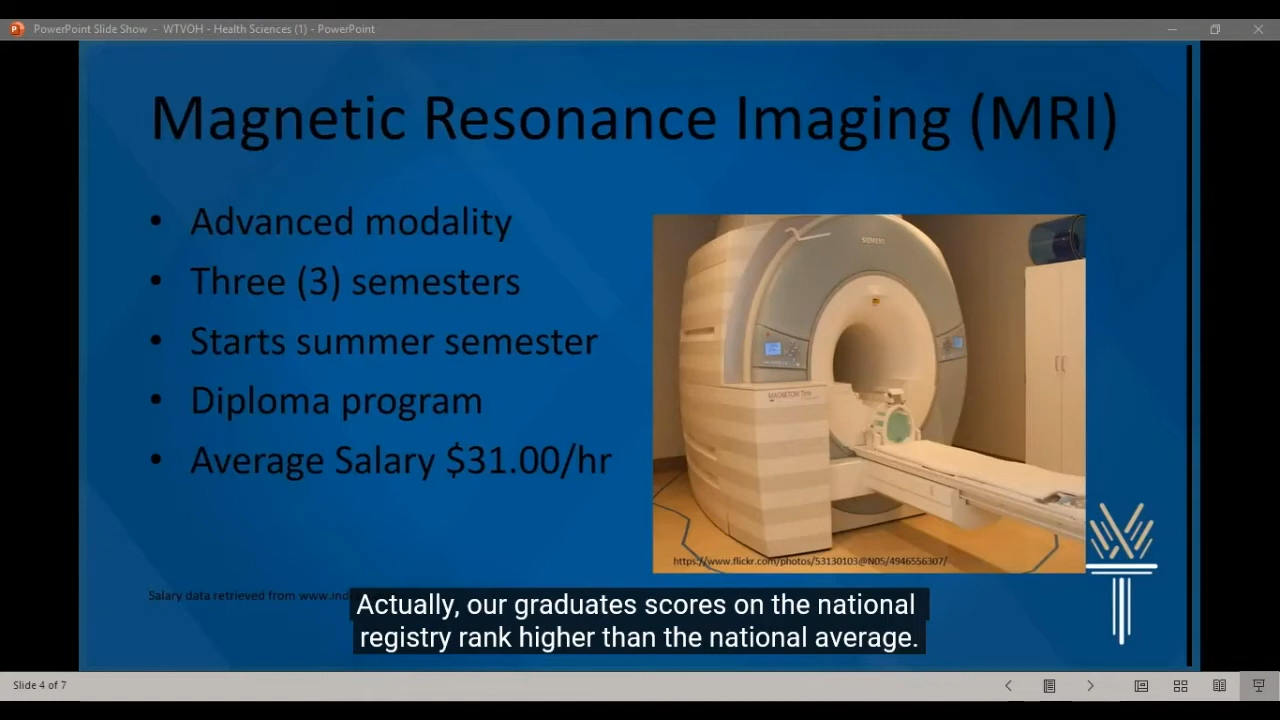 PowerPoint Slide Show - WTVOH - Health Sciences (1) - PowerPoint
Magnetic Resonance Imaging (MRI)
• Advanced modality
• Three (3) semesters
• Starts summer semester
• Diploma program
• Average Salary $31.00/hr
SIEMENS
MAGNETOM Trio
https://www.flickr.com/photos/53130103@N05/4946556307/
Salary data retrieved from
Actually, our graduates scores on the national
registry rank higher than the national average.
Slide 4 of 7